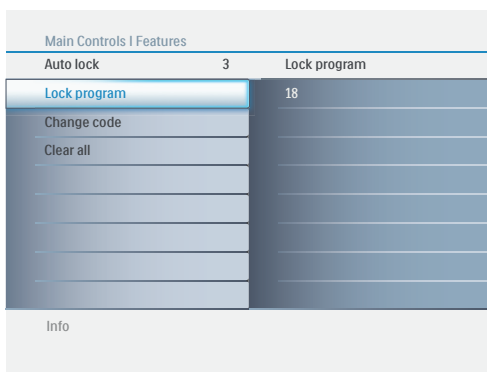 Main Controls I Features
Auto lock 3 Lock program
Lock program 18
Change code
Clear all
Info